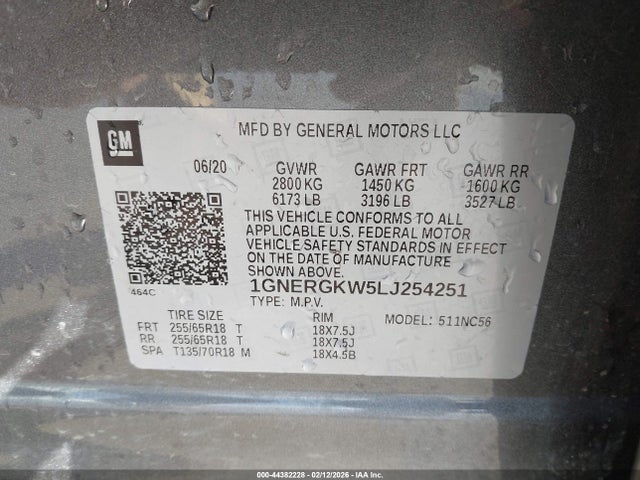 GM
MFD BY GENERAL MOTORS LLC
06/20 GVWR GAWR FRT GAWR RR
2800 KG 1450 KG 1600 KG
6173 LB 3196 LB 3527 LB
THIS VEHICLE CONFORMS TO ALL
APPLICABLE U.S. FEDERAL MOTOR
VEHICLE SAFETY STANDARDS IN EFFECT
ON THE DATE OF MANUFACTURE
SHOWN ABOVE.
464C
1GNERGKW5LJ254251
TYPE: M.P.V.
TIRE SIZE RIM MODEL: 511NC56
FRT 255/65R18 T 18X7.5J
RR 255/65R18 T 18X7.5J
SPA T135/70R18 M 18X4.5B
000-44382228 - 02/12/2026 - IAA Inc.